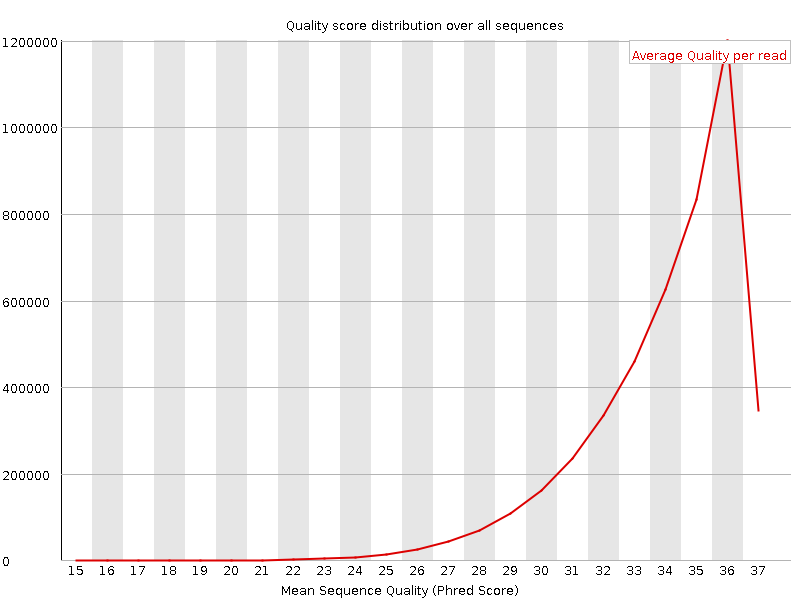 Quality score distribution over all sequences
1200000
Average Quality per read
1000000
800000
600000
400000
200000
0
15 16 17 18 19 20 21 22 23 24 25 26 27 28 29 30 31 32 33 34 35 36 37
Mean Sequence Quality (Phred Score)